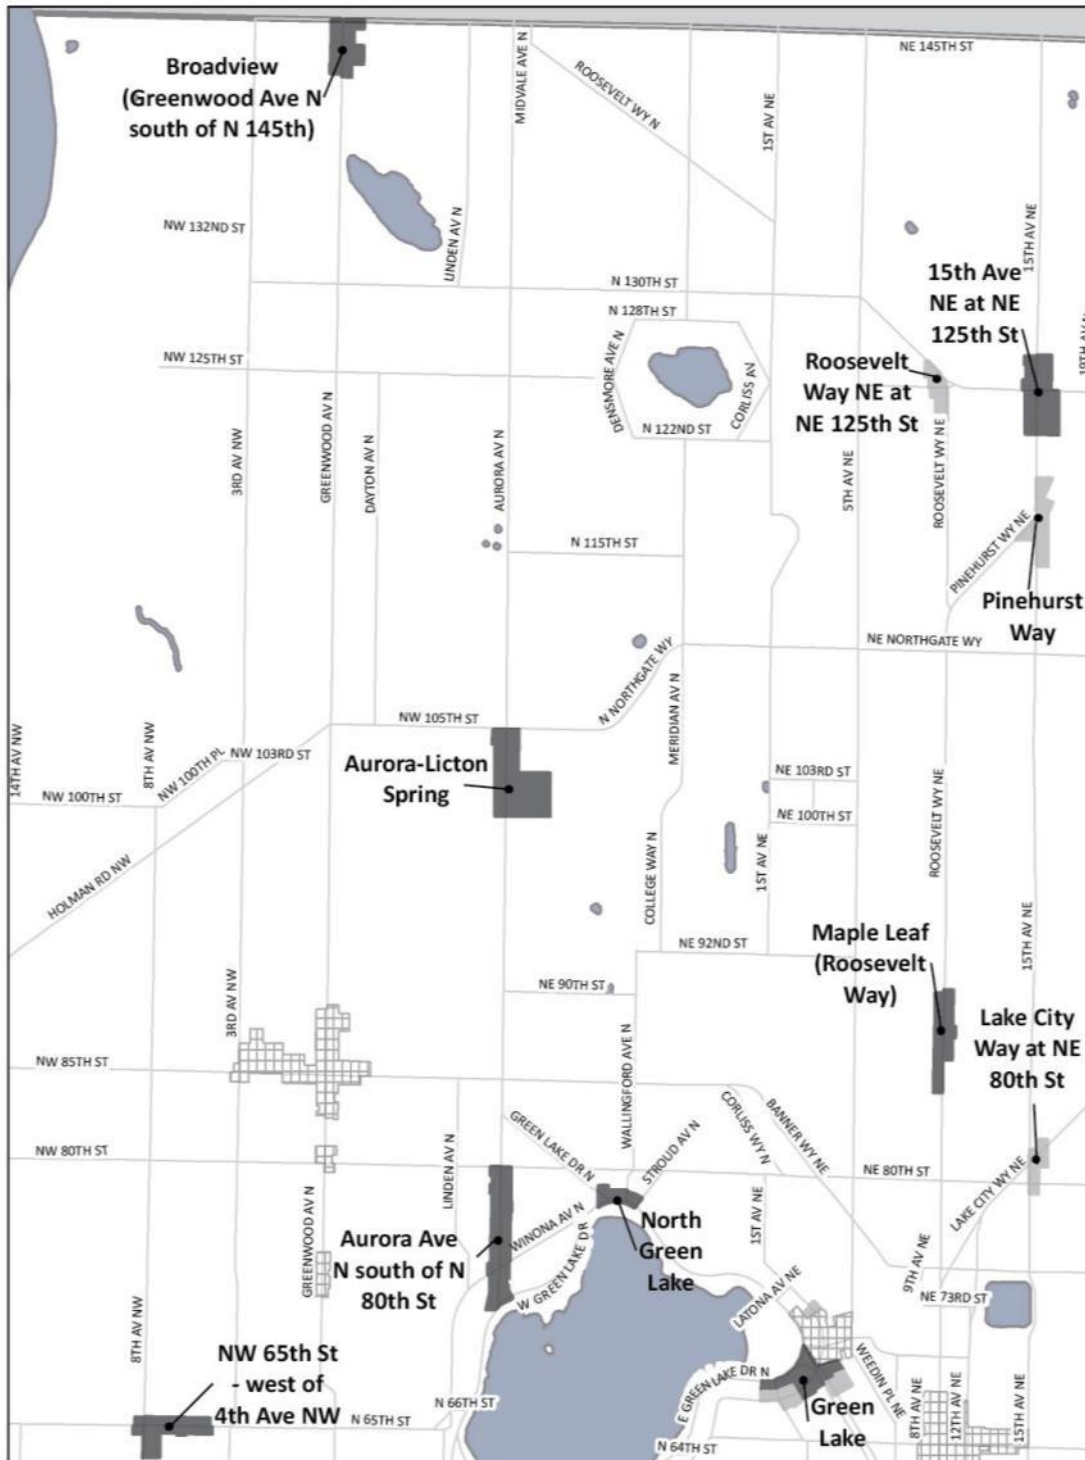 NE 145TH ST
Broadview
(Greenwood Ave N
south of N 145th)
MIDVALE AVE N
ROOSEVELT WY N
1ST AV NE
NW 132ND ST
LINDEN AV N
15TH AV NE
N 130TH ST
N 128TH ST
15th Ave
NE at NE
125th St
NW 125TH ST
DENSMORE AVE N
CORLISS AV
N 122ND ST
Roosevelt
Way NE at
NE 125th St
3RD AV NW
GREENWOOD AV N
DAYTON AV N
AURORA AV N
5TH AV NE
ROOSEVELT WY NE
N 115TH ST
PINEHURST WY NE
Pinehurst
Way
NE NORTHGATE WY
N NORTHGATE WY
MERIDIAN AV N
NW 105TH ST
14TH AV NW
8TH AV NW
NW 100TH PL
NW 103RD ST
NW 100TH ST
HOLMAN RD NW
Aurora-Licton
Spring
NE 103RD ST
NE 100TH ST
COLLEGE WAY N
1ST AV NE
ROOSEVELT WY NE
15TH AV NE
NE 92ND ST
NE 90TH ST
Maple Leaf
(Roosevelt
Way)
3RD AV NW
WALLINGFORD AVE N
Lake City
Way at NE
80th St
NW 85TH ST
GREEN LAKE DR N
STROUD AV N
CORLISS WY N
BANNER WY NE
NW 80TH ST
LINDEN AV N
NE 80TH ST
LAKE CITY WY NE
GREENWOOD AV N
Aurora Ave
N south of N
80th St
WINONA AV N
W GREEN LAKE DR
North
Green
Lake
1ST AV NE
LATONA AV NE
9TH AV NE
NE 73RD ST
8TH AV NW
NW 65th St
- west of
4th Ave NW
N 65TH ST
N 66TH ST
E GREEN LAKE DR N
N 64TH ST
Green
Lake
WEEDIN PL NE
8TH AV NE
12TH AV NE
15TH AV NE